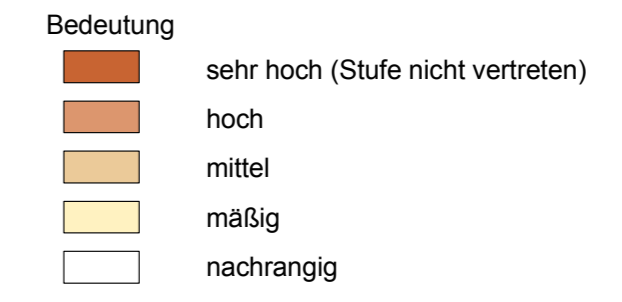 Bedeutung
sehr hoch (Stufe nicht vertreten)
hoch
mittel
mäßig
nachrangig